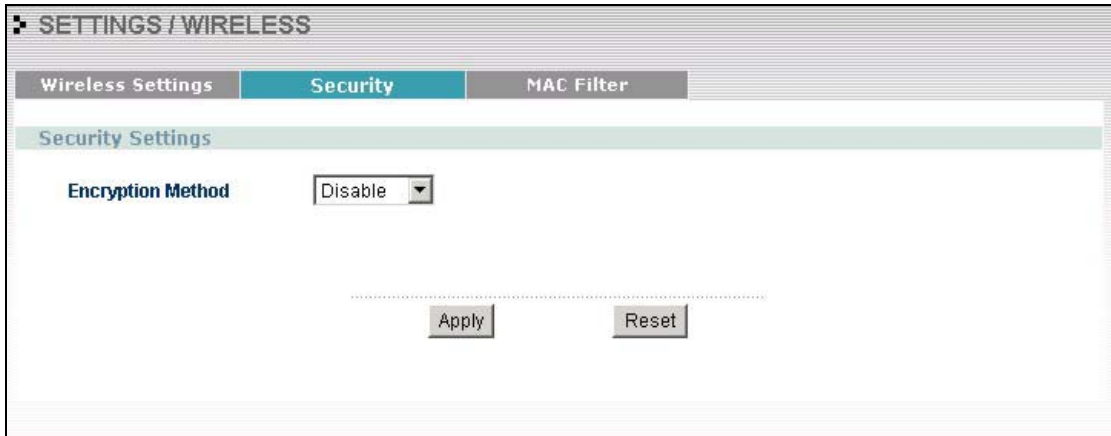 SETTINGS / WIRELESS
Wireless Settings Security MAC Filter
Security Settings
Encryption Method Disable
Apply Reset